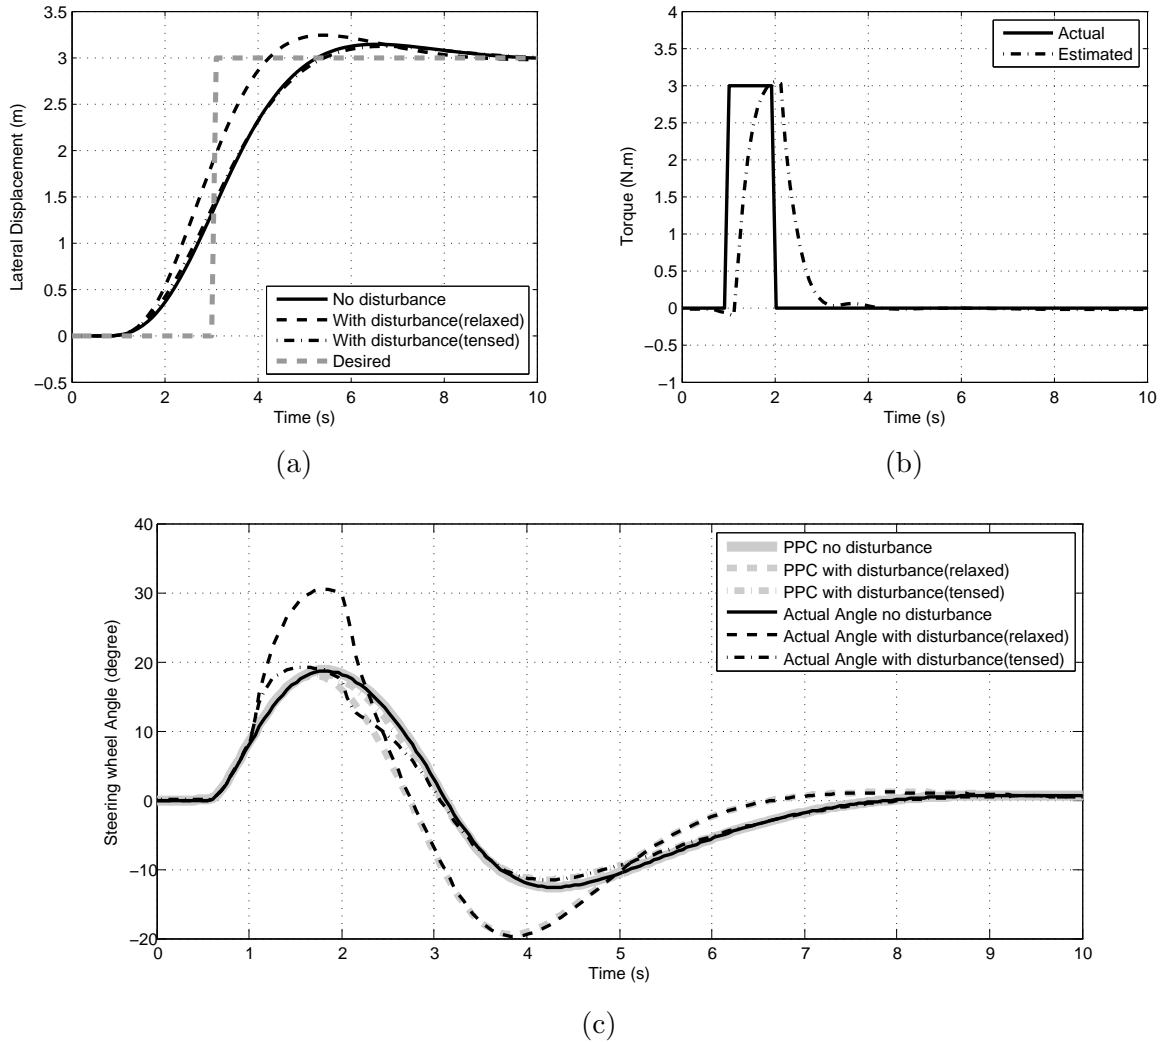 3.5
3
2.5
2
1.5
1
0.5
0
−0.5
Lateral Displacement (m)
No disturbance
With disturbance(relaxed)
With disturbance(tensed)
Desired
0 2 4 6 8 10
Time (s)
(a)
4
3.5
3
2.5
2
1.5
1
0.5
0
−0.5
−1
Torque (N.m)
Actual
Estimated
0 2 4 6 8 10
Time (s)
(b)
40
30
20
10
0
−10
−20
Steering wheel Angle (degree)
PPC no disturbance
PPC with disturbance(relaxed)
PPC with disturbance(tensed)
Actual Angle no disturbance
Actual Angle with disturbance(relaxed)
Actual Angle with disturbance(tensed)
0 1 2 3 4 5 6 7 8 9 10
Time (s)
(c)